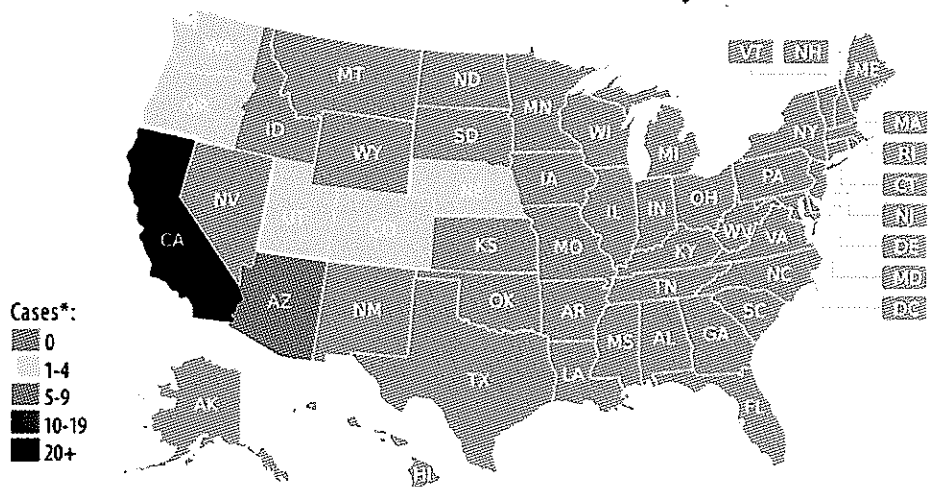 VT NH
ME
MT ND
MN
ID SD WI NY MA
WY MI RI
IA PA CT
NV IL IN OH NJ
CA KS MO WV VA DE
KY MD
AZ NM OK AR TN NC DC
SC
MS AL GA
TX LA
FL
AK
HI
Cases*:
0
1-4
5-9
10-19
20+